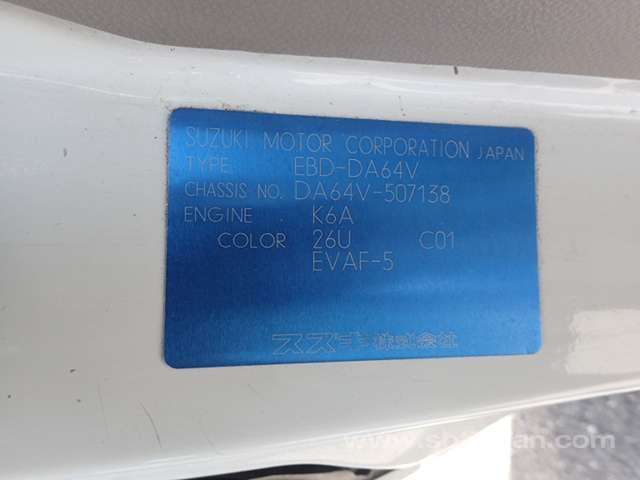 SUZUKI MOTOR CORPORATION JAPAN
TYPE. EBD-DA64V
CHASSIS NO. DA64V-507138
ENGINE . K6A
COLOR 26U C01
EVAF-5
スズキ株式会社